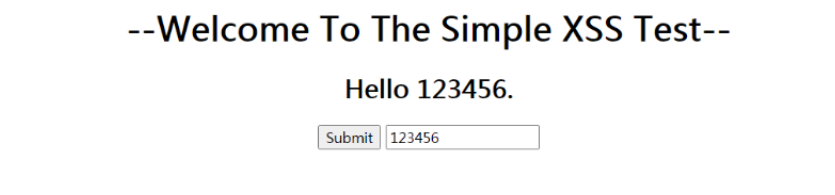 --Welcome To The Simple XSS Test--
Hello 123456.
Submit 123456